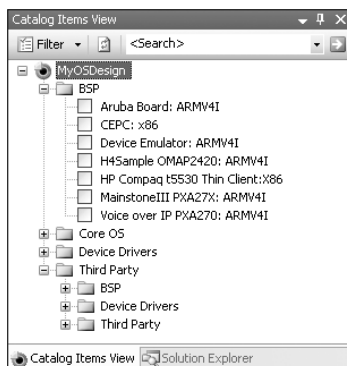 Catalog Items View
Filter <Search>
MyOSDesign
BSP
Aruba Board: ARMV4I
CEPC: x86
Device Emulator: ARMV4I
H4Sample OMAP2420: ARMV4I
HP Compaq t5530 Thin Client:X86
MainstoneIII PXA27X: ARMV4I
Voice over IP PXA270: ARMV4I
Core OS
Device Drivers
Third Party
BSP
Device Drivers
Third Party
Catalog Items View Solution Explorer